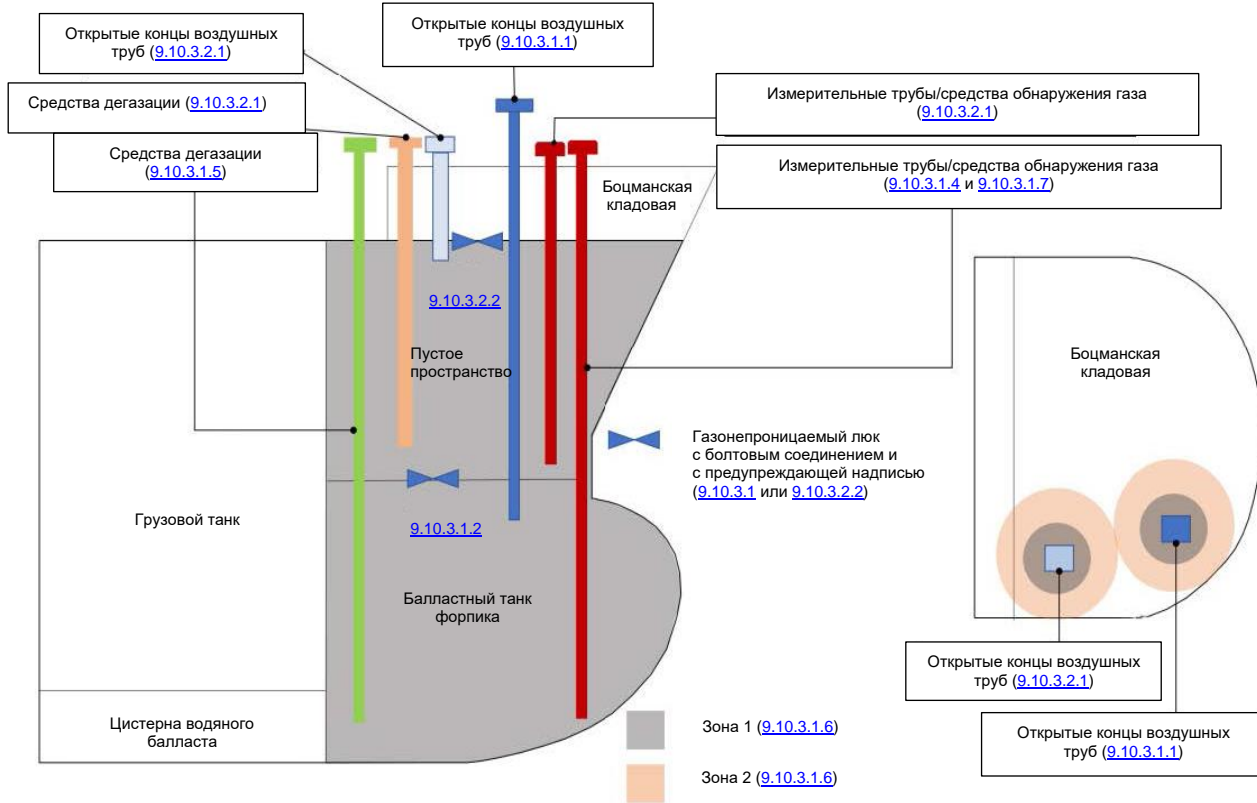 Открытые концы воздушных
труб (9.10.3.2.1)
Открытые концы воздушных
труб (9.10.3.1.1)
Средства дегазации (9.10.3.2.1)
Измерительные трубы/средства обнаружения газа
(9.10.3.2.1)
Средства дегазации
(9.10.3.1.5)
Измерительные трубы/средства обнаружения газа
(9.10.3.1.4 и 9.10.3.1.7)
Боцманская
кладовая
9.10.3.2.2
Пустое
пространство
Боцманская
кладовая
Газонепроницаемый люк
с болтовым соединением и
с предупреждающей надписью
(9.10.3.1 или 9.10.3.2.2)
Грузовой танк
9.10.3.1.2
Балластный танк
форпика
Открытые концы воздушных
труб (9.10.3.2.1)
Цистерна водяного
балласта
Зона 1 (9.10.3.1.6)
Открытые концы воздушных
труб (9.10.3.1.1)
Зона 2 (9.10.3.1.6)